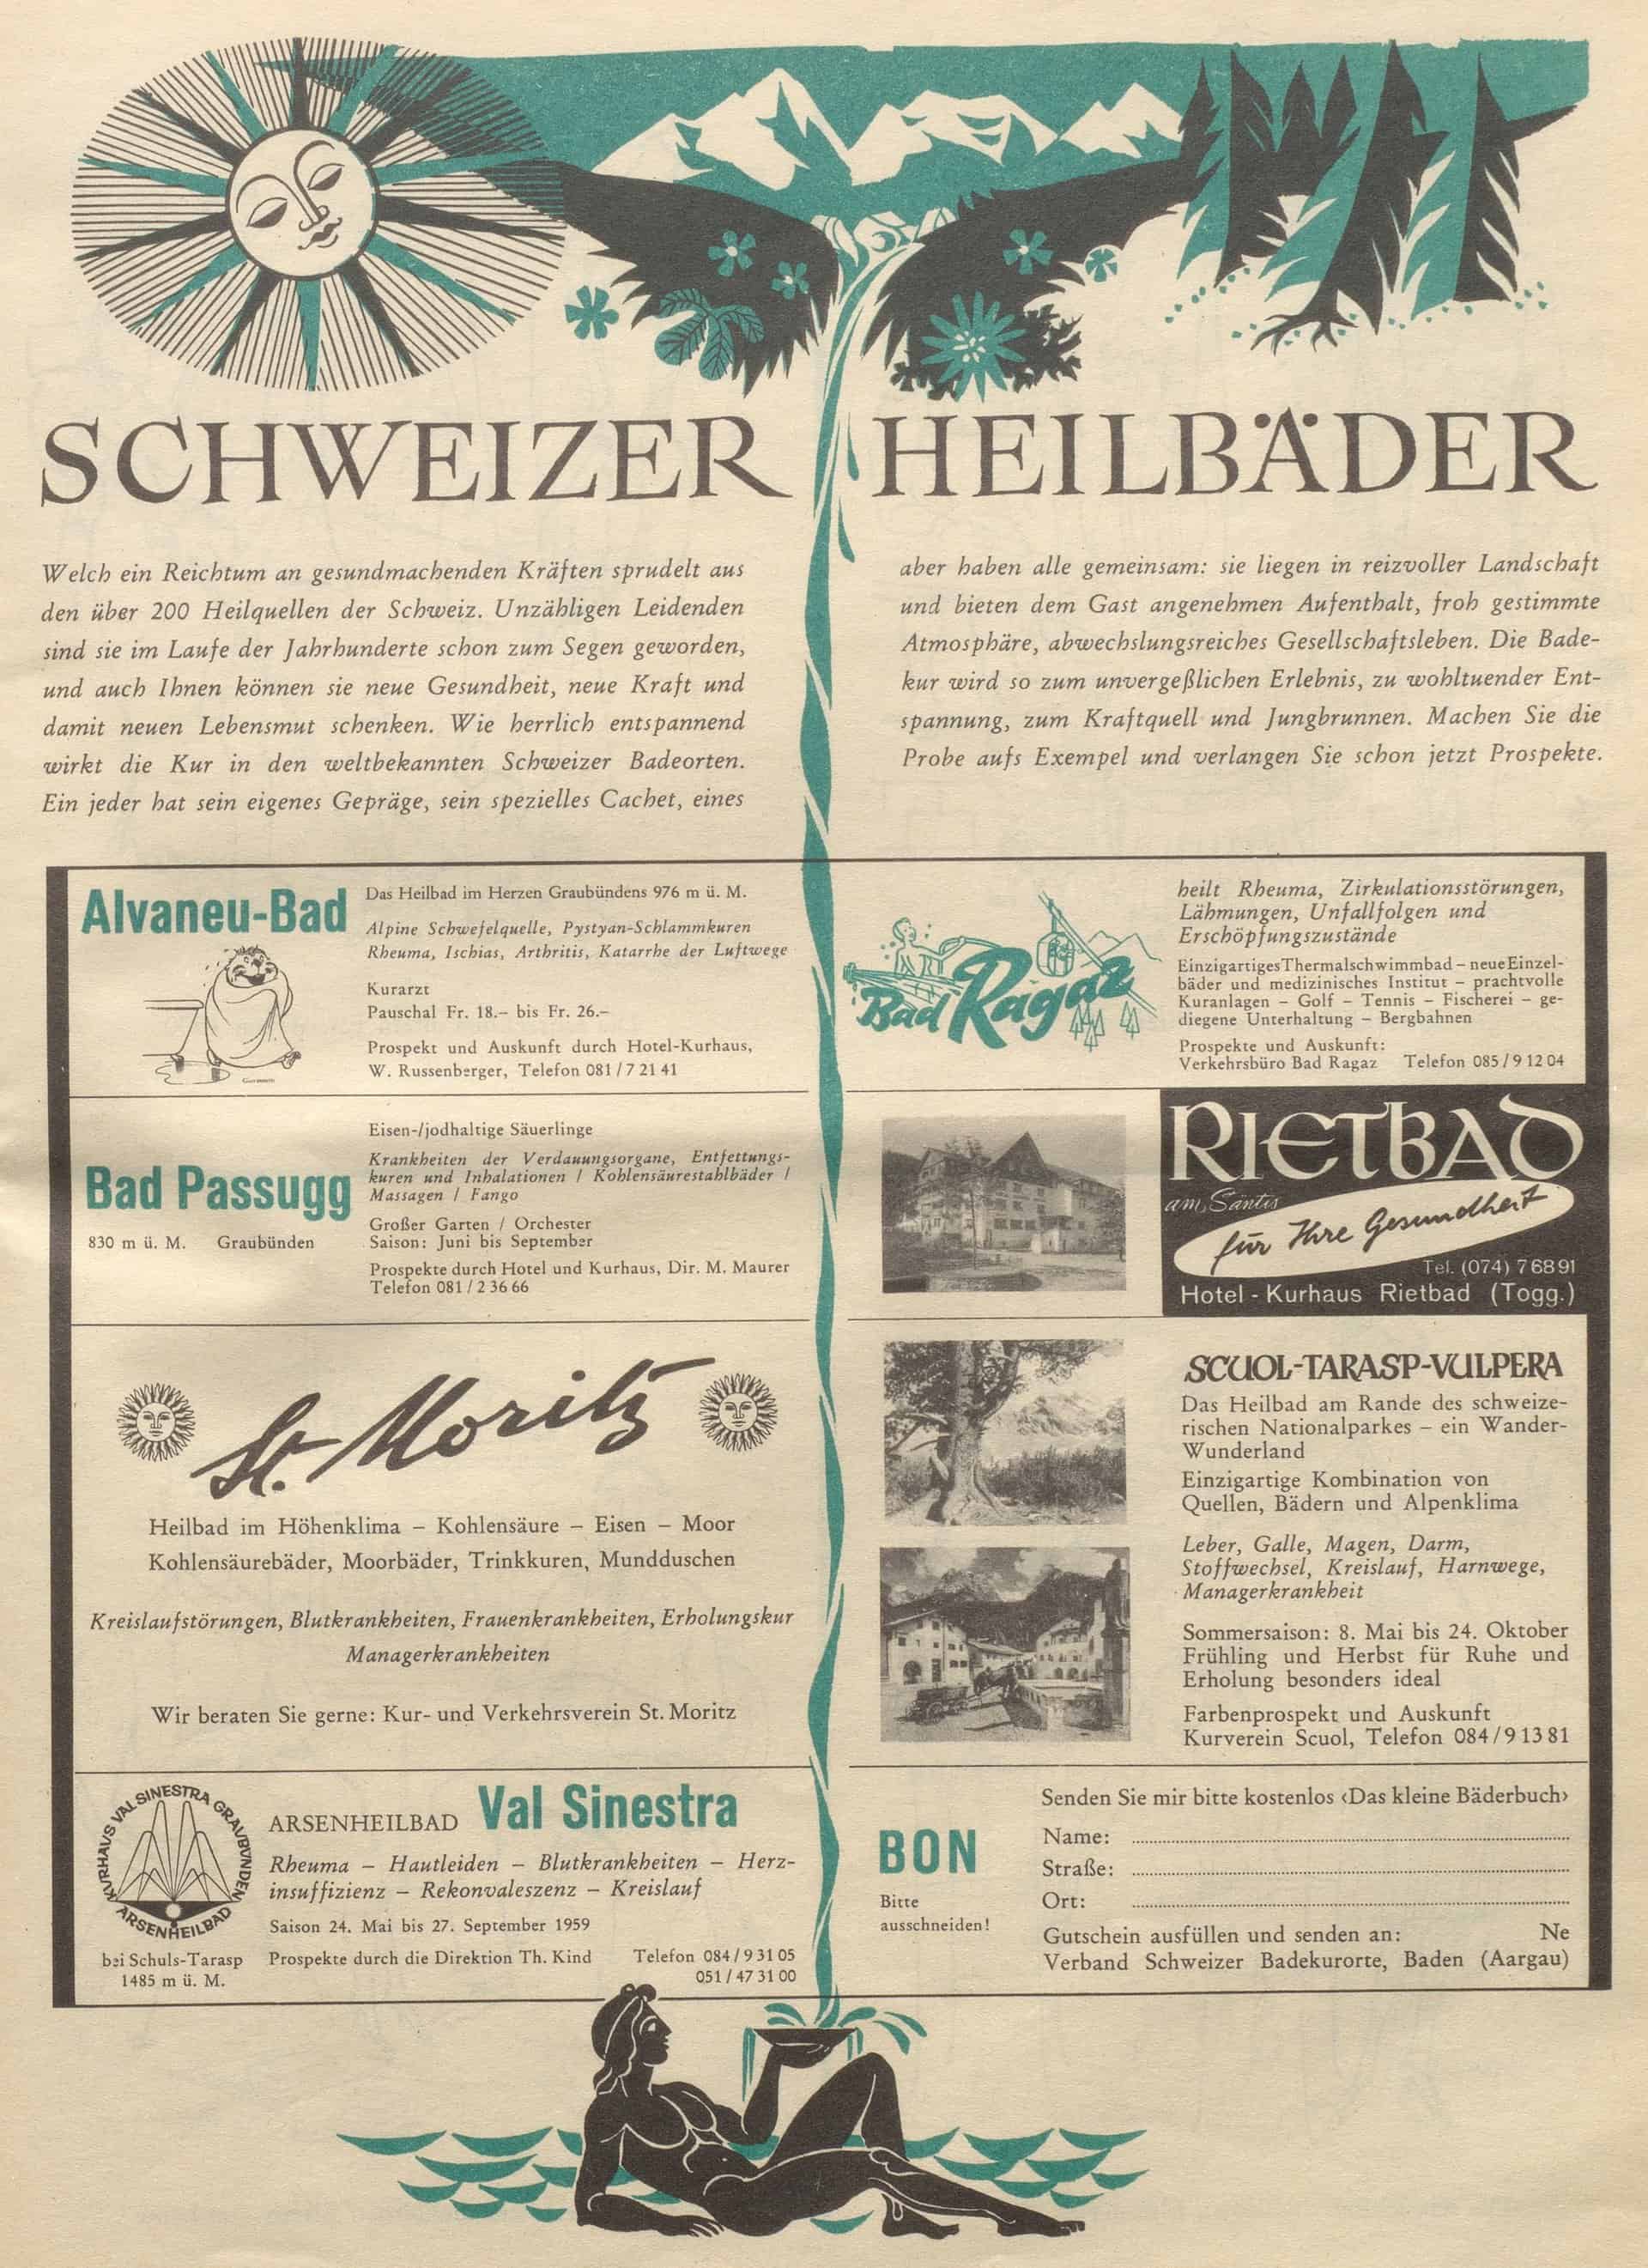 SCHWEIZER HEILBÄDER
Welch ein Reichtum an gesundmachenden Kräften sprudelt aus
den über 200 Heilquellen der Schweiz. Unzähligen Leidenden
sind sie im Laufe der Jahrhunderte schon zum Segen geworden,
und auch Ihnen können sie neue Gesundheit, neue Kraft und
damit neuen Lebensmut schenken. Wie herrlich entspannend
wirkt die Kur in den weltbekannten Schweizer Badeorten.
Ein jeder hat sein eigenes Gepräge, sein spezielles Cachet, eines
aber haben alle gemeinsam: sie liegen in reizvoller Landschaft
und bieten dem Gast angenehmen Aufenthalt, froh gestimmte
Atmosphäre, abwechslungsreiches Gesellschaftsleben. Die Bade-
kur wird so zum unvergeßlichen Erlebnis, zu wohltuender Ent-
spannung, zum Kraftquell und Jungbrunnen. Machen Sie die
Probe aufs Exempel und verlangen Sie schon jetzt Prospekte.
Alvaneu-Bad
Das Heilbad im Herzen Graubündens 976 m ü. M.
Alpine Schwefelquelle, Pystyan-Schlammkuren
Rheuma, Ischias, Arthritis, Katarrhe der Luftwege
Kurarzt
Pauschal Fr. 18.– bis Fr. 26.–
Prospekt und Auskunft durch Hotel-Kurhaus,
W. Russenberger, Telefon 081/7 21 41
Bad Ragaz
heilt Rheuma, Zirkulationsstörungen,
Lähmungen, Unfallfolgen und
Erschöpfungszustände
Einzigartiges Thermalschwimmbad – neue Einzel-
bäder und medizinisches Institut – prachtvolle
Kuranlagen – Golf – Tennis – Fischerei – ge-
diegene Unterhaltung – Bergbahnen
Prospekte und Auskunft:
Verkehrsbüro Bad Ragaz Telefon 085/9 12 04
Bad Passugg
830 m ü. M. Graubünden
Eisen-/jodhaltige Säuerlinge
Krankheiten der Verdauungsorgane, Entfettungs-
kuren und Inhalationen / Kohlensäurestahlbäder /
Massagen / Fango
Großer Garten / Orchester
Saison: Juni bis September
Prospekte durch Hotel und Kurhaus, Dir. M. Maurer
Telefon 081/2 36 66
RIETBAD
am Säntis
für Ihre Gesundheit
Tel. (074) 7 68 91
Hotel - Kurhaus Rietbad (Togg.)
St. Moritz
Heilbad im Höhenklima – Kohlensäure – Eisen – Moor
Kohlensäurebäder, Moorbäder, Trinkkuren, Mundduschen
Kreislaufstörungen, Blutkrankheiten, Frauenkrankheiten, Erholungskur
Managerkrankheiten
Wir beraten Sie gerne: Kur- und Verkehrsverein St. Moritz
SCUOL-TARASP-VULPERA
Das Heilbad am Rande des schweize-
rischen Nationalparkes – ein Wander-
Wunderland
Einzigartige Kombination von
Quellen, Bädern und Alpenklima
Leber, Galle, Magen, Darm,
Stoffwechsel, Kreislauf, Harnwege,
Managerkrankheit
Sommersaison: 8. Mai bis 24. Oktober
Frühling und Herbst für Ruhe und
Erholung besonders ideal
Farbenprospekt und Auskunft
Kurverein Scuol, Telefon 084/9 13 81
KURHAUS VAL SINESTRA GRAUBÜNDEN
ARSENHEILBAD
bei Schuls-Tarasp
1485 m ü. M.
ARSENHEILBAD Val Sinestra
Rheuma – Hautleiden – Blutkrankheiten – Herz-
insuffizienz – Rekonvaleszenz – Kreislauf
Saison 24. Mai bis 27. September 1959
Prospekte durch die Direktion Th. Kind Telefon 084/9 31 05
051/47 31 00
BON
Bitte
ausschneiden!
Senden Sie mir bitte kostenlos ‹Das kleine Bäderbuch›
Name:
Straße:
Ort:
Gutschein ausfüllen und senden an: Ne
Verband Schweizer Badekurorte, Baden (Aargau)